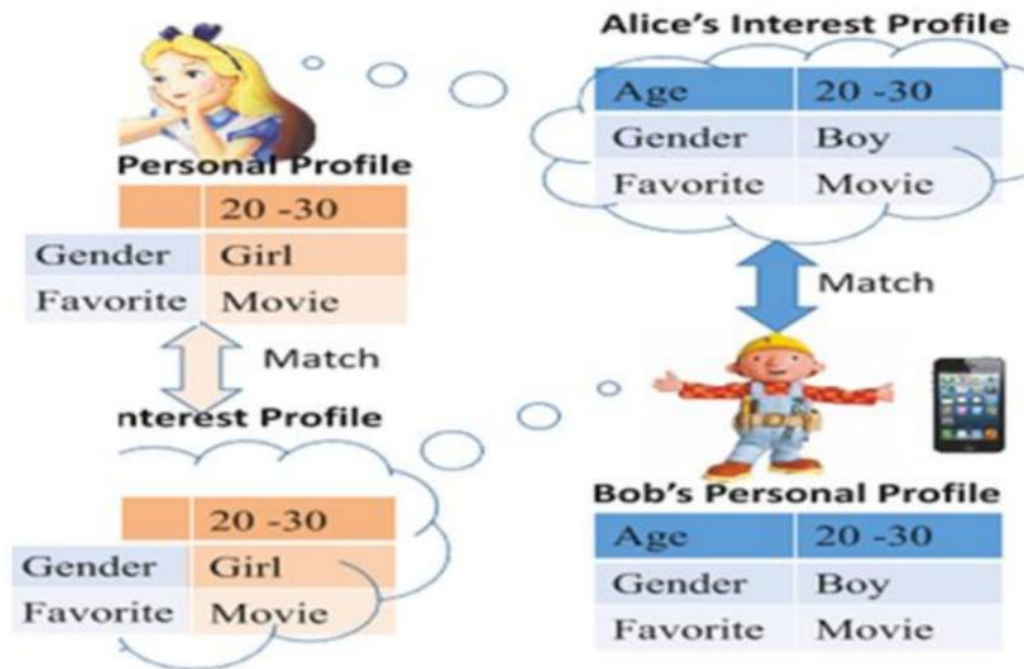 Alice's Interest Profile
Age 20 -30
Gender Boy
Favorite Movie
Personal Profile
20 -30
Gender Girl
Favorite Movie
Match
Match
nterest Profile
20 -30
Gender Girl
Favorite Movie
Bob's Personal Profile
Age 20 -30
Gender Boy
Favorite Movie